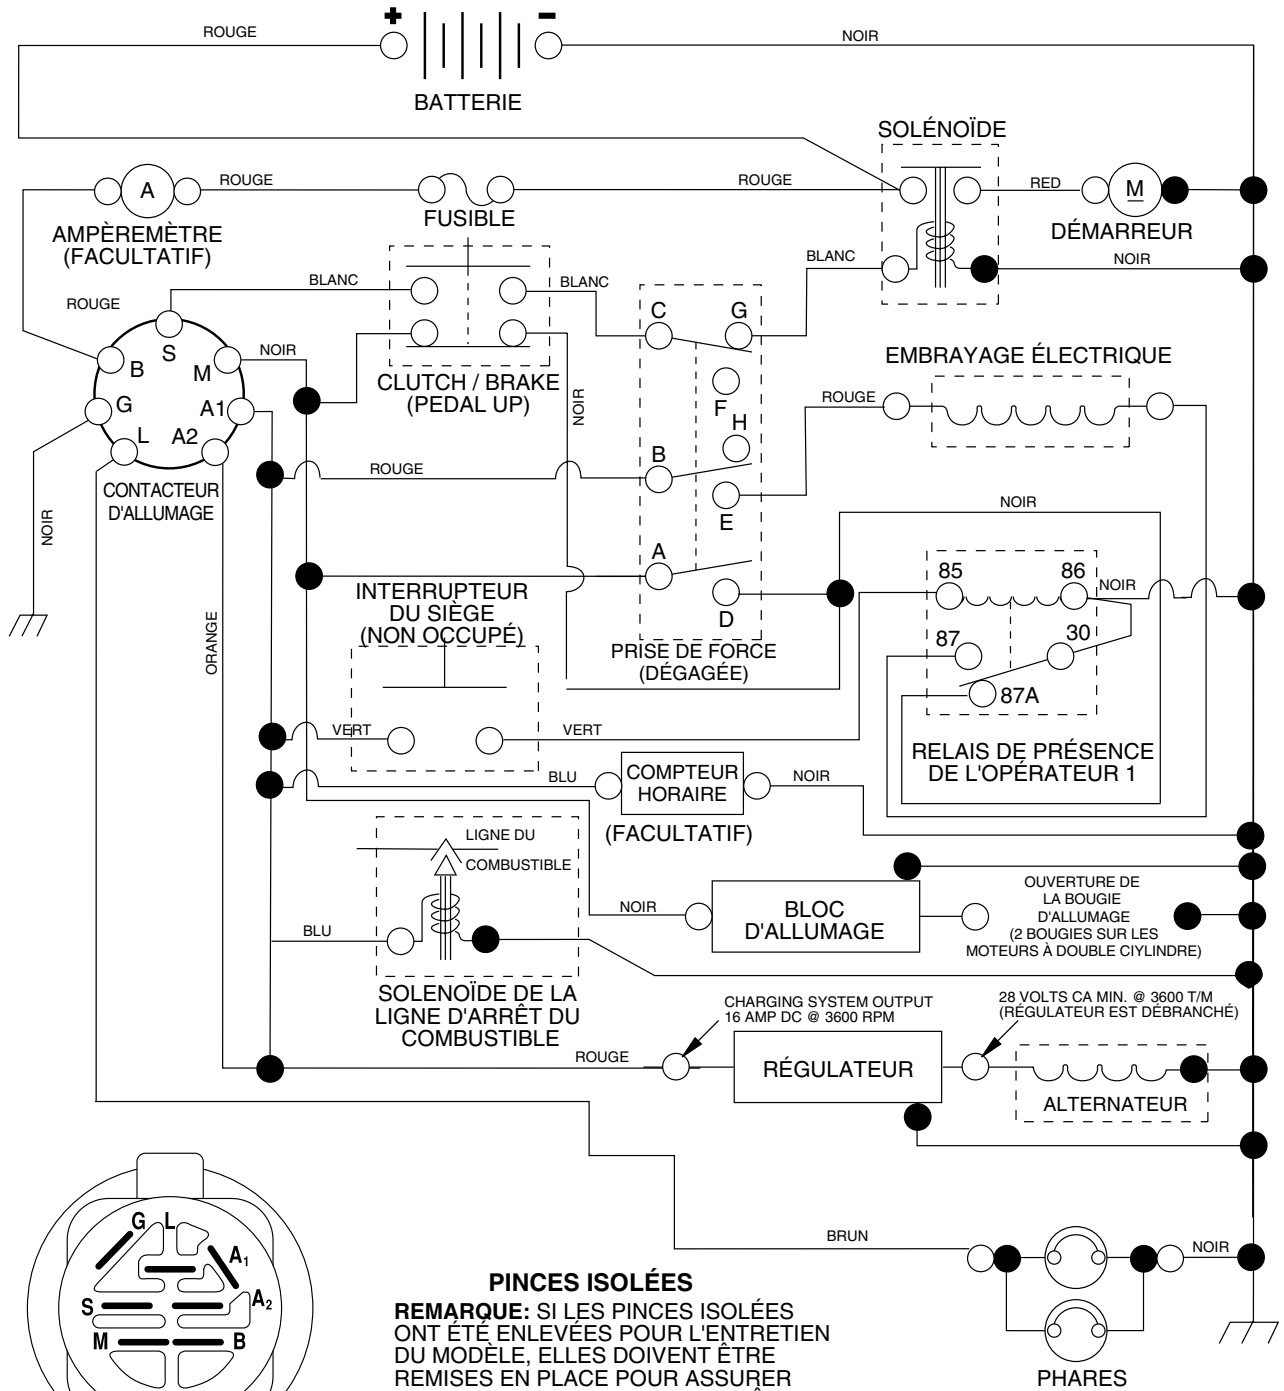 +
-
ROUGE
NOIR
BATTERIE
SOLÉNOÏDE
A
ROUGE
ROUGE
RED
M
FUSIBLE
AMPÈREMÈTRE
(FACULTATIF)
DÉMARREUR
BLANC
BLANC
BLANC
NOIR
ROUGE
C
G
S
B
M
NOIR
EMBRAYAGE ÉLECTRIQUE
CLUTCH / BRAKE
(PEDAL UP)
NOIR
F
ROUGE
G
A1
H
L
A2
B
ROUGE
CONTACTEUR
D'ALLUMAGE
E
NOIR
NOIR
A
85
86
NOIR
INTERRUPTEUR
DU SIÈGE
(NON OCCUPÉ)
D
ORANGE
87
30
PRISE DE FORCE
(DÉGAGÉE)
87A
VERT
VERT
RELAIS DE PRÉSENCE
DE L'OPÉRATEUR 1
BLU
COMPTEUR
HORAIRE
NOIR
(FACULTATIF)
LIGNE DU
COMBUSTIBLE
NOIR
BLOC
D'ALLUMAGE
OUVERTURE DE
LA BOUGIE
D'ALLUMAGE
(2 BOUGIES SUR LES
MOTEURS À DOUBLE CIYLINDRE)
BLU
SOLENOÏDE DE LA
LIGNE D'ARRÊT DU
COMBUSTIBLE
CHARGING SYSTEM OUTPUT
16 AMP DC @ 3600 RPM
28 VOLTS CA MIN. @ 3600 T/M
(RÉGULATEUR EST DÉBRANCHÉ)
ROUGE
RÉGULATEUR
ALTERNATEUR
BRUN
NOIR
G
L
A1
S
A2
M
B
PINCES ISOLÉES
REMARQUE: SI LES PINCES ISOLÉES
ONT ÉTÉ ENLEVÉES POUR L'ENTRETIEN
DU MODÈLE, ELLES DOIVENT ÊTRE
REMISES EN PLACE POUR ASSURER
PHARES